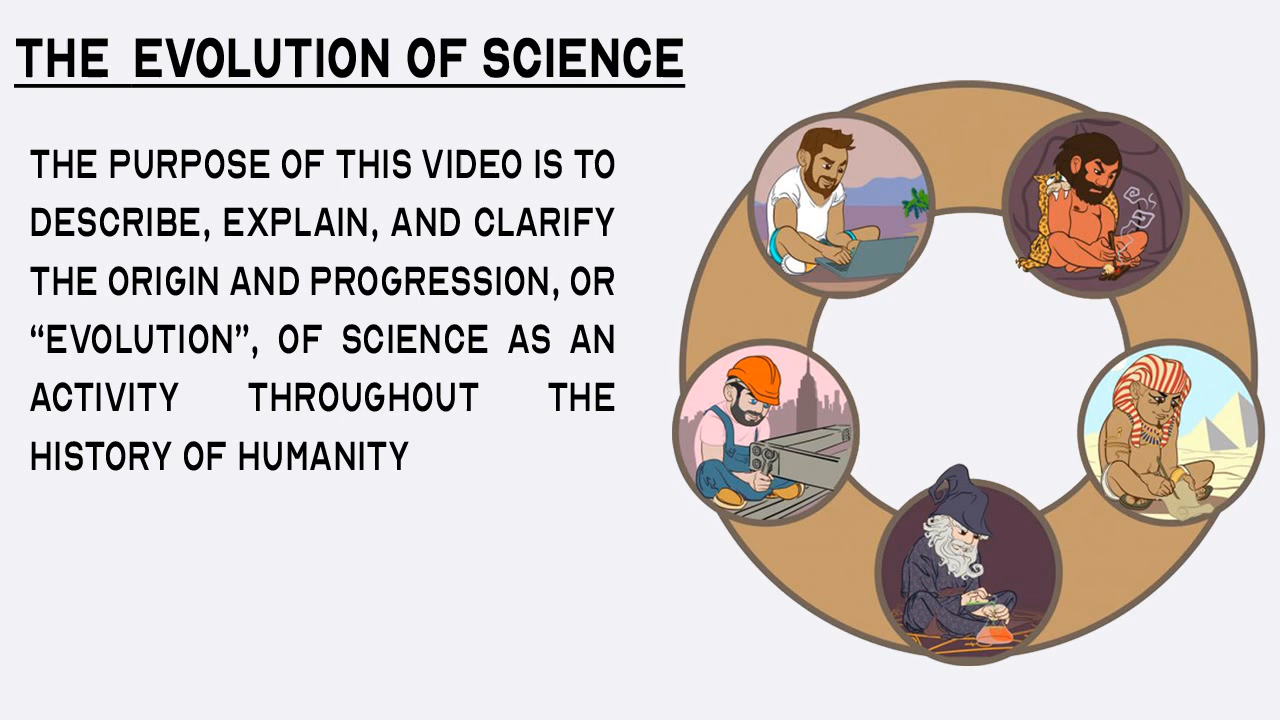 THE EVOLUTION OF SCIENCE
THE PURPOSE OF THIS VIDEO IS TO
DESCRIBE, EXPLAIN, AND CLARIFY
THE ORIGIN AND PROGRESSION, OR
“EVOLUTION”, OF SCIENCE AS AN
ACTIVITY THROUGHOUT THE
HISTORY OF HUMANITY